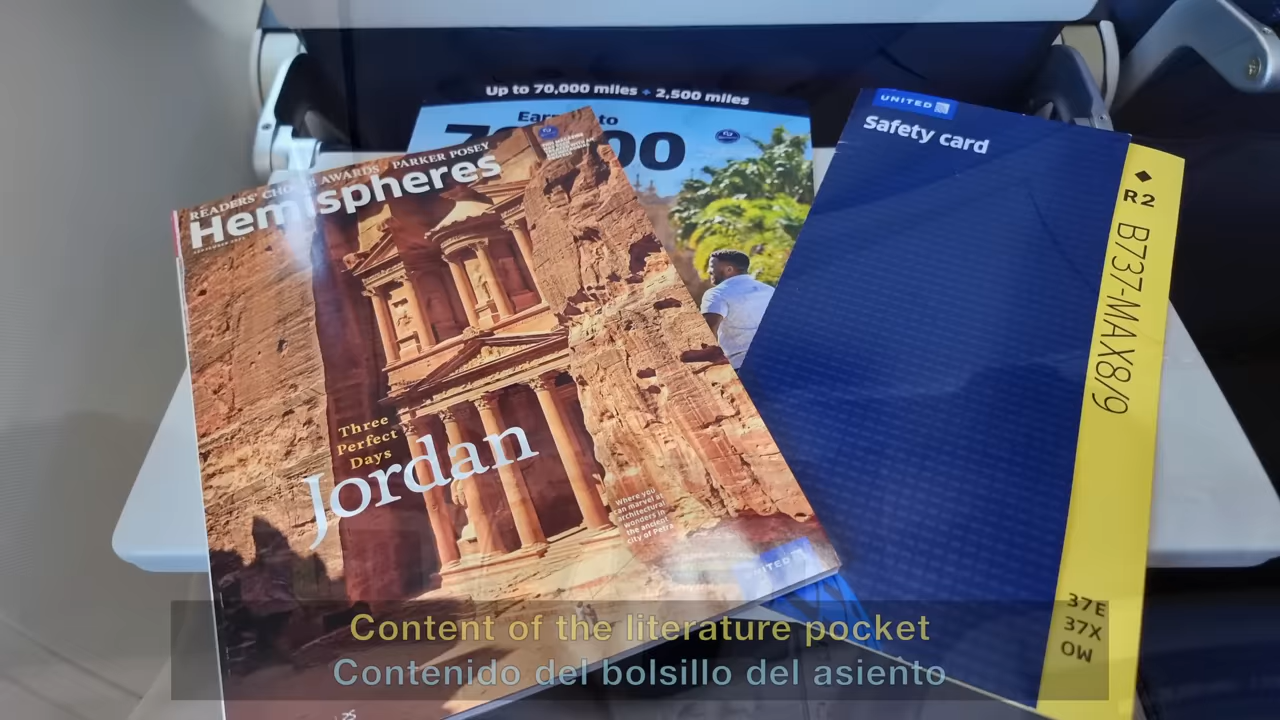 Up to 70,000 miles + 2,500 miles
to
UNITED
Safety card
R2
B737-MAX8/9
37E
37X
OW
READERS' AWARDS · PARKER POSEY
Hemispheres
Three
Perfect
Days
Jordan
Where you
can marvel at
architectural
wonders in
the ancient
city of Petra
UNITED
Content of the literature pocket
Contenido del bolsillo del asiento